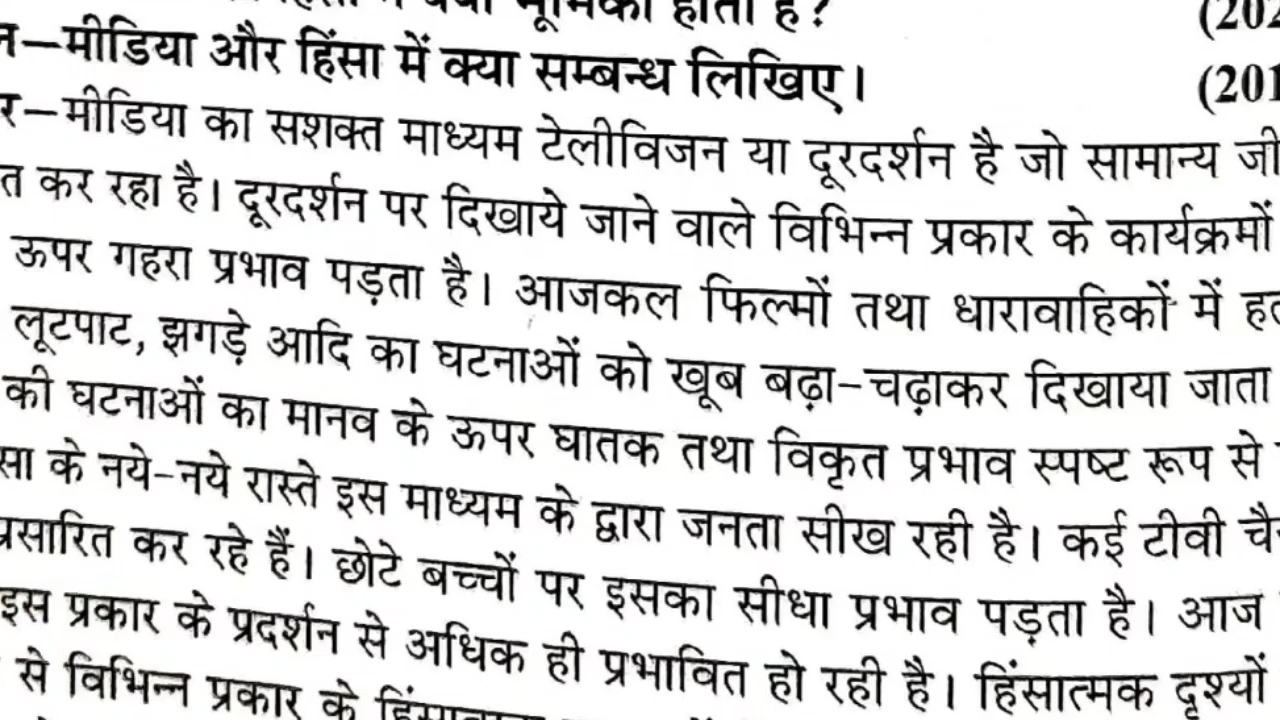 भूमिका होती है? (202
न—मीडिया और हिंसा में क्या सम्बन्ध लिखिए। (201
र—मीडिया का सशक्त माध्यम टेलीविजन या दूरदर्शन है जो सामान्य जी
त कर रहा है। दूरदर्शन पर दिखाये जाने वाले विभिन्न प्रकार के कार्यक्रमों
ऊपर गहरा प्रभाव पड़ता है। आजकल फिल्मों तथा धारावाहिकों में
लूटपाट, झगड़े आदि का घटनाओं को खूब बढ़ा-चढ़ाकर दिखाया जाता
की घटनाओं का मानव के ऊपर घातक तथा विकृत प्रभाव स्पष्ट रूप से
सा के नये-नये रास्ते इस माध्यम के द्वारा जनता सीख रही है। कई टीवी चै
प्रसारित कर रहे हैं। छोटे बच्चों पर इसका सीधा प्रभाव पड़ता है। आज
इस प्रकार के प्रदर्शन से अधिक ही प्रभावित हो रही है। हिंसात्मक दृश्यों
से विभिन्न प्रकार के